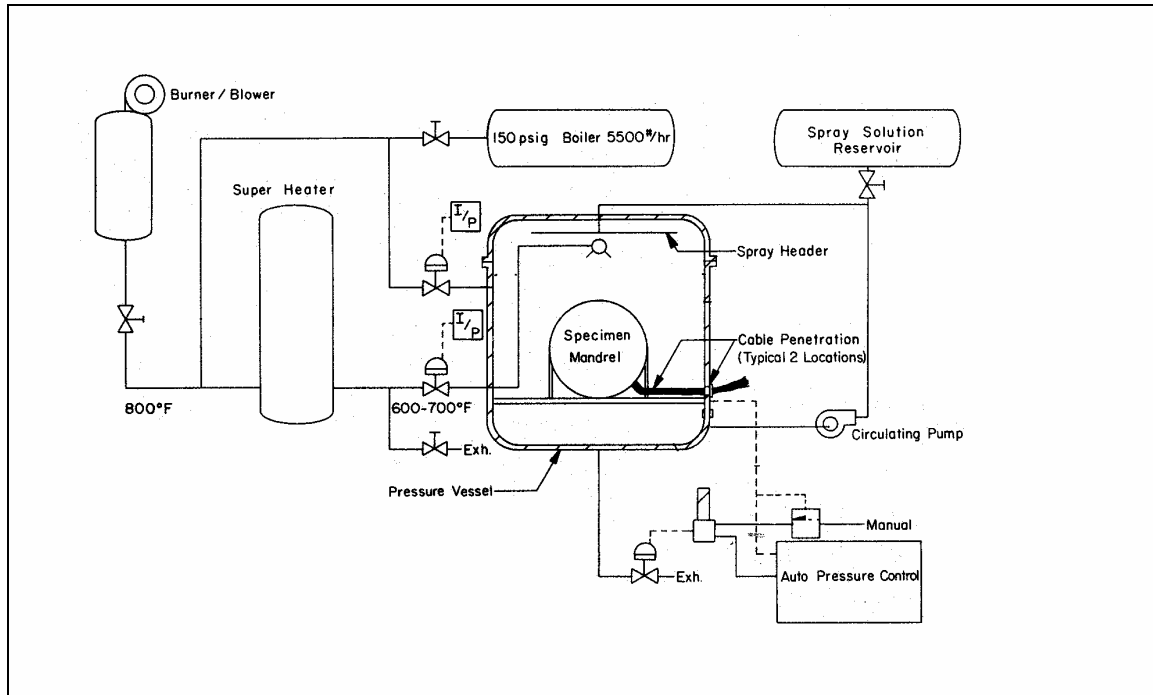 Burner / Blower
150 psig Boiler 5500#/hr
Spray Solution
Reservoir
Super Heater
I/P
Spray Header
I/P
Specimen
Mandrel
Cable Penetration
(Typical 2 Locations)
800°F
600-700°F
Exh.
Circulating Pump
Pressure Vessel
Manual
Exh.
Auto Pressure Control